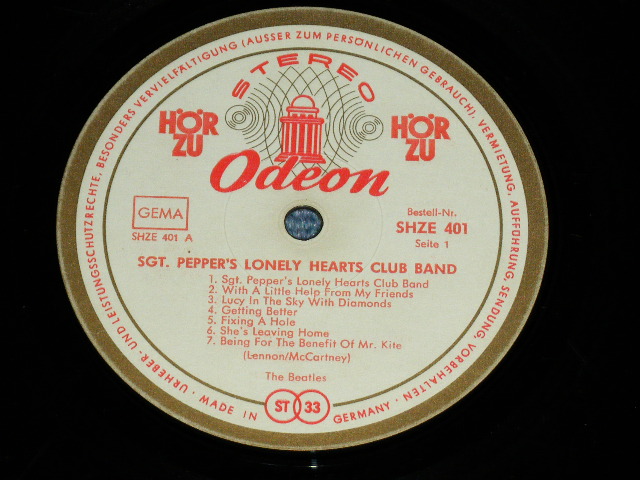 URHEBER- UND LEISTUNGSSCHUTZRECHTE, BESONDERS VERVIELFÄLTIGUNG (AUSSER ZUM PERSÖNLICHEN GEBRAUCH), VERMIETUNG, AUFFÜHRUNG, SENDUNG, VORBEHALTEN · MADE IN GERMANY ·
STEREO
HÖR ZU
HÖR ZU
Odeon
GEMA
SHZE 401 A
Bestell-Nr.
SHZE 401
Seite 1
SGT. PEPPER'S LONELY HEARTS CLUB BAND
1. Sgt. Pepper's Lonely Hearts Club Band
2. With A Little Help From My Friends
3. Lucy In The Sky With Diamonds
4. Getting Better
5. Fixing A Hole
6. She's Leaving Home
7. Being For The Benefit Of Mr. Kite
(Lennon/McCartney)
The Beatles
ST 33